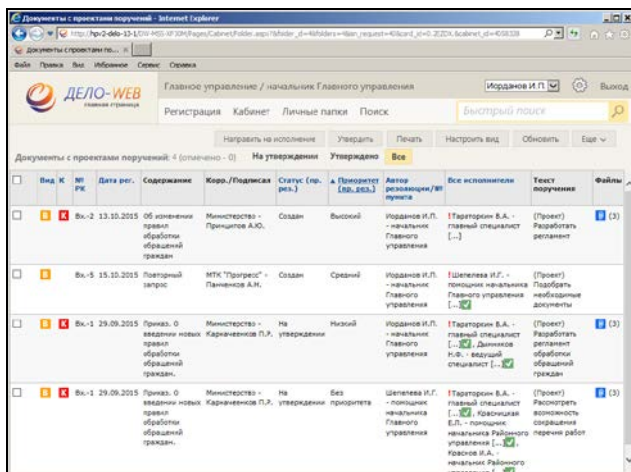 Документы с проектами поручений - Internet Explorer
Документы с проектами по...
Файл Правка Вид Избранное Сервис Справка
ДЕЛО-WEB
главная страница
Главное управление / начальник Главного управления
Иорданов И.П.
Выход
Регистрация Кабинет Личные папки Поиск
Быстрый поиск
Направить на исполнение Утвердить Печать Настроить вид Обновить Еще
Документы с проектами поручений: 4 (отмечено - 0) На утверждении Утверждено Все
Вид К № РК Дата рег. Содержание Корр./Подписал Статус (пр. рез.) Приоритет (пр. рез.) Автор резолюции/№ пункта Все исполнители Текст поручения Файлы
В К Вх.-2 13.10.2015 Об изменении правил обработки обращений граждан Министерство - Принципов А.Ю. Создан Высокий Иорданов И.П. - начальник Главного управления !Тараторкин В.А. - главный специалист [...] (Проект) Разработать регламент (3)
В Вх.-5 15.10.2015 Повторный запрос МТК "Прогресс" - Панченков А.М. Создан Средний Иорданов И.П. - начальник Главного управления !Шепелева И.Г. - помощник начальника Главного управления [...] (Проект) Подобрать необходимые документы
В К Вх.-1 29.09.2015 Приказ. О введении новых правил обработки обращений граждан. Министерство - Каркачеенков П.Р. На утверждении Низкий Иорданов И.П. - начальник Главного управления !Тараторкин В.А. - главный специалист [...], Дынников Н.Ф. - ведущий специалист [...] (Проект) Разработать регламент обработки обращений граждан (3)
В К Вх.-1 29.09.2015 Приказ. О введении новых правил обработки обращений граждан. Министерство - Каркачеенков П.Р. На утверждении Без приоритета Шепелева И.Г. - помощник начальника Главного управления !Тараторкин В.А. - главный специалист [...], Красницкая Е.П. - помощник начальника Районного управления [...], Краснов И.А. - начальник Районного (Проект) Рассмотреть возможность сокращения перечня работ (3)